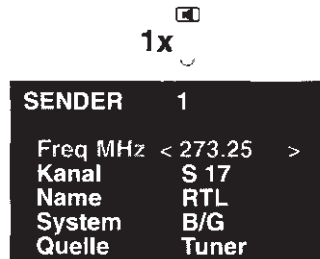 1x
SENDER 1
Freq MHz < 273.25 >
Kanal S 17
Name RTL
System B/G
Quelle Tuner